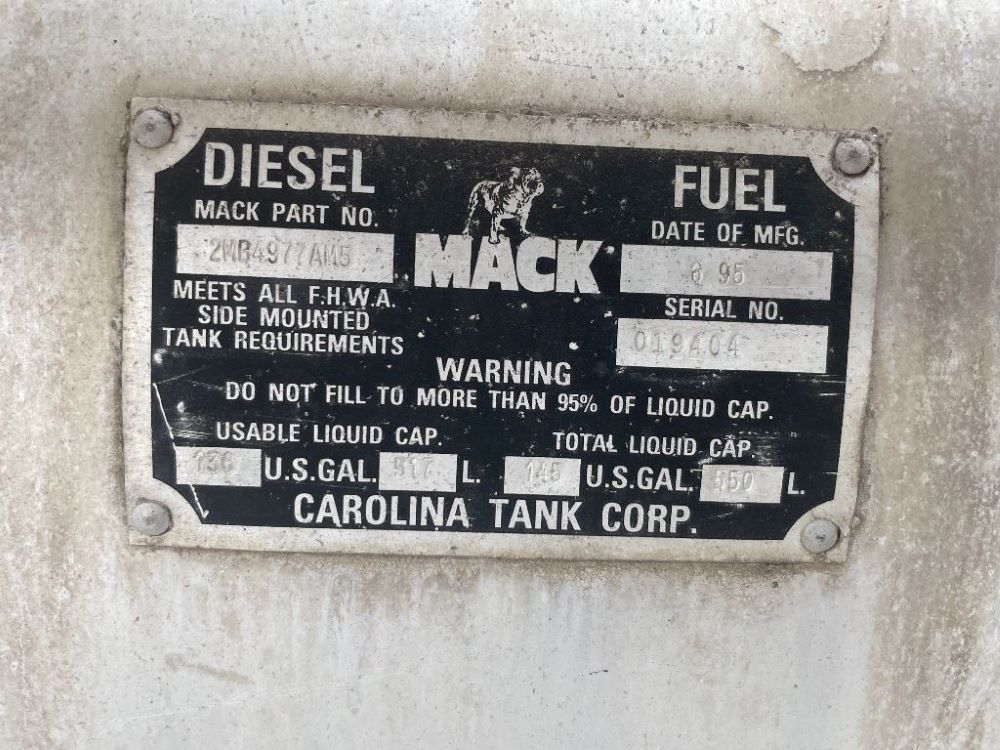 DIESEL
MACK PART NO.
2MB4977AM5
MEETS ALL F.H.W.A.
SIDE MOUNTED
TANK REQUIREMENTS
MACK
FUEL
DATE OF MFG.
6 95
SERIAL NO.
019404
WARNING
DO NOT FILL TO MORE THAN 95% OF LIQUID CAP.
USABLE LIQUID CAP. TOTAL LIQUID CAP.
136 U.S.GAL. 517 L. 145 U.S.GAL. 550 L.
CAROLINA TANK CORP.